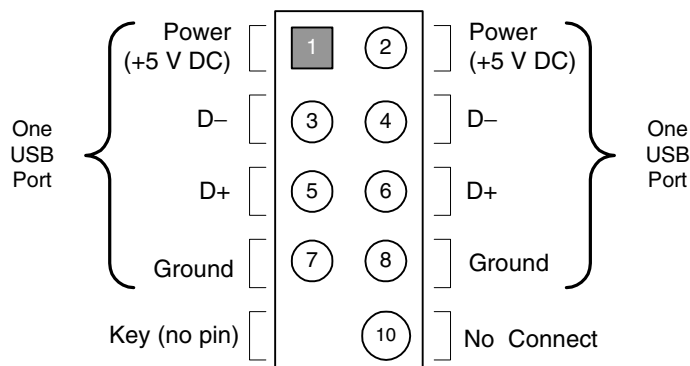 Power
(+5 V DC)
1
2
Power
(+5 V DC)
D–
3
4
D–
One
USB
Port
One
USB
Port
D+
5
6
D+
Ground
7
8
Ground
Key (no pin)
10
No Connect